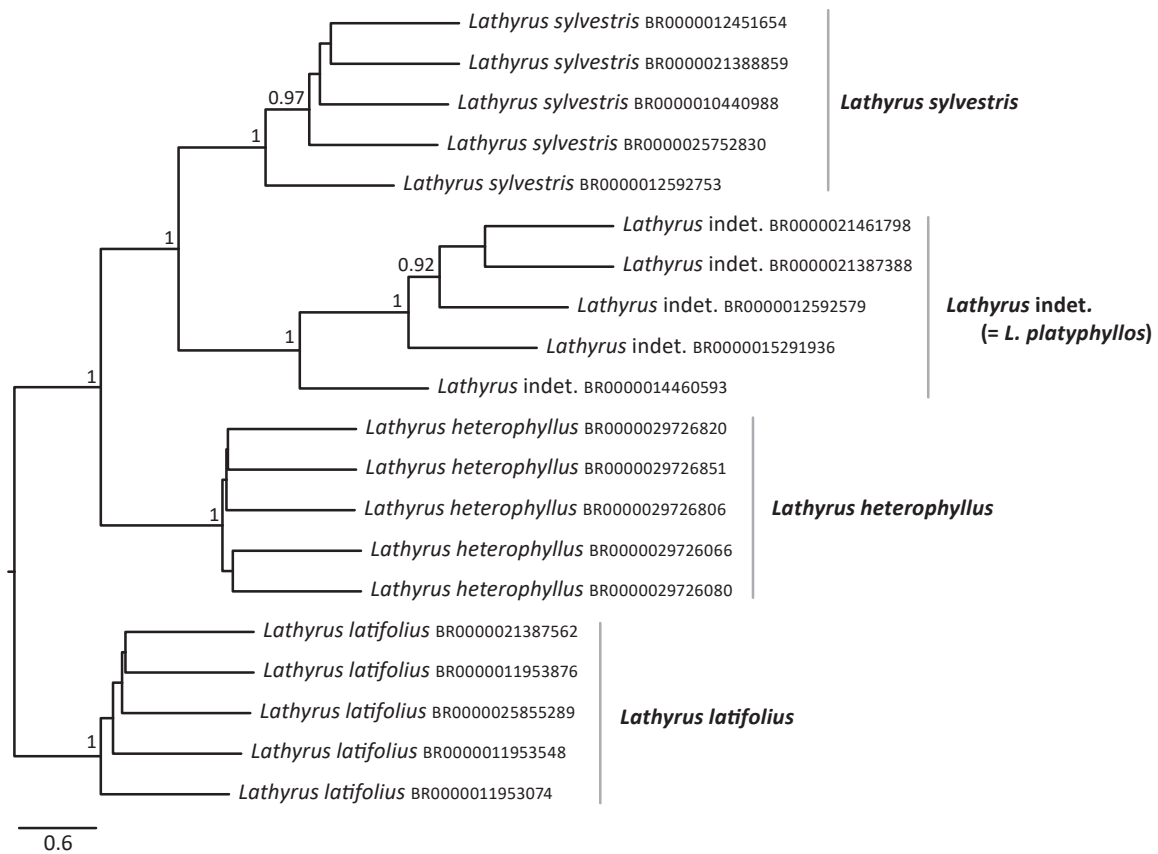 Lathyrus sylvestris BR0000012451654
Lathyrus sylvestris BR0000021388859
0.97
Lathyrus sylvestris BR0000010440988
Lathyrus sylvestris
1
Lathyrus sylvestris BR0000025752830
Lathyrus sylvestris BR0000012592753
Lathyrus indet. BR0000021461798
1
0.92
Lathyrus indet. BR0000021387388
1
Lathyrus indet. BR0000012592579
Lathyrus indet.
(= L. platyphyllos)
1
Lathyrus indet. BR0000015291936
1
Lathyrus indet. BR0000014460593
Lathyrus heterophyllus BR0000029726820
Lathyrus heterophyllus BR0000029726851
1
Lathyrus heterophyllus BR0000029726806
Lathyrus heterophyllus
Lathyrus heterophyllus BR0000029726066
Lathyrus heterophyllus BR0000029726080
Lathyrus latifolius BR0000021387562
Lathyrus latifolius BR0000011953876
Lathyrus latifolius BR0000025855289
Lathyrus latifolius
1
Lathyrus latifolius BR0000011953548
Lathyrus latifolius BR0000011953074
0.6